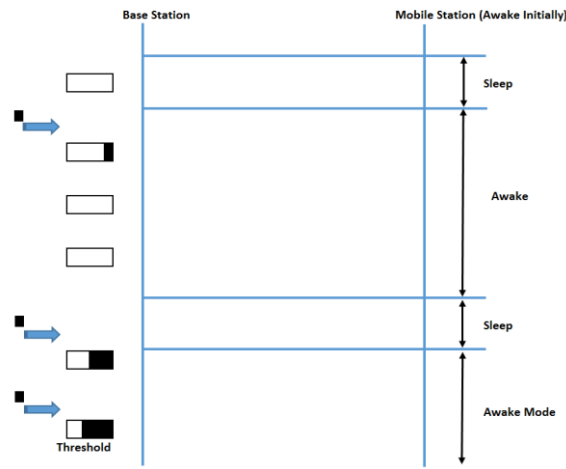 Base Station
Mobile Station (Awake Initially)
Sleep
Awake
Sleep
Awake Mode
Threshold